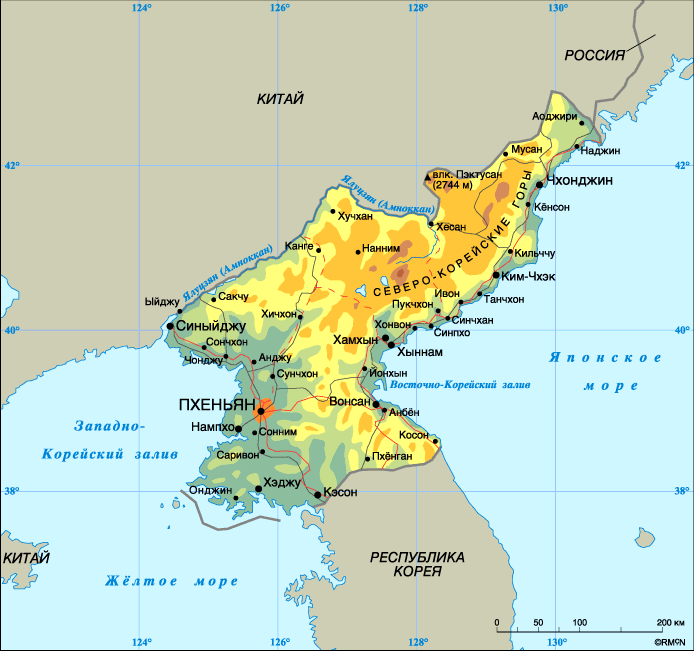 124° 126° 128° 130°
РОССИЯ
КИТАЙ
Аоджири
Мусан
Наджин
42° 42°
влк. Пэктусан
(2744 м)
Чхонджин
Ялуцзян (Амноккан)
Кёнсон
Хучхан
Хесан
СЕВЕРО-КОРЕЙСКИЕ ГОРЫ
Канге
Нанним
Кильччу
Ялуцзян (Амноккан)
Ким-Чхэк
Ыйджу
Сакчу
Ивон
Танчхон
Пукчхон
Хичхон
Синчхан
Синыйджу
Хонвон
Синпхо
40° 40°
Сончхон
Хамхын
Хыннам
Чонджу
Анджу
Йонхын
Японское
море
Сунчхон
Восточно-Корейский залив
ПХЕНЬЯН
Вонсан
Анбён
Западно-
Корейский залив
Нампхо
Сонним
Косон
Саривон
Пхёнган
38° 38°
Онджин
Хэджу
Кэсон
КИТАЙ
РЕСПУБЛИКА
КОРЕЯ
Жёлтое море
0 50 100 200 км
124° 126° 128° 130°
©RMCN